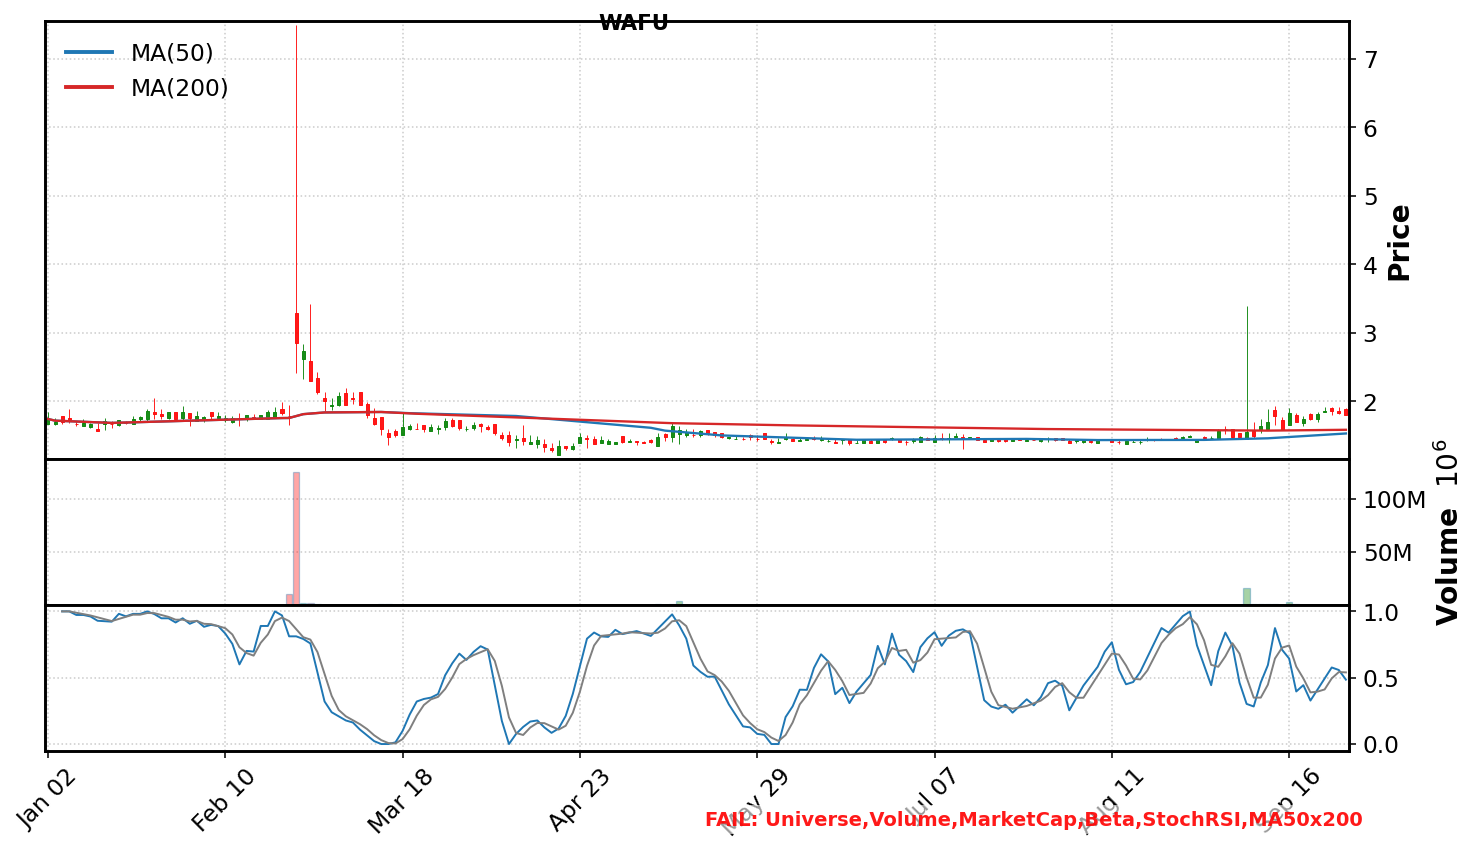 WAFU
MA(50)
MA(200)
7
6
5
4
3
2
Price
100M
50M
Volume 10^6
1.0
0.5
0.0
Jan 02
Feb 10
Mar 18
Apr 23
May 29
Jul 07
Aug 11
Sep 16
FAIL: Universe,Volume,MarketCap,Beta,StochRSI,MA50x200